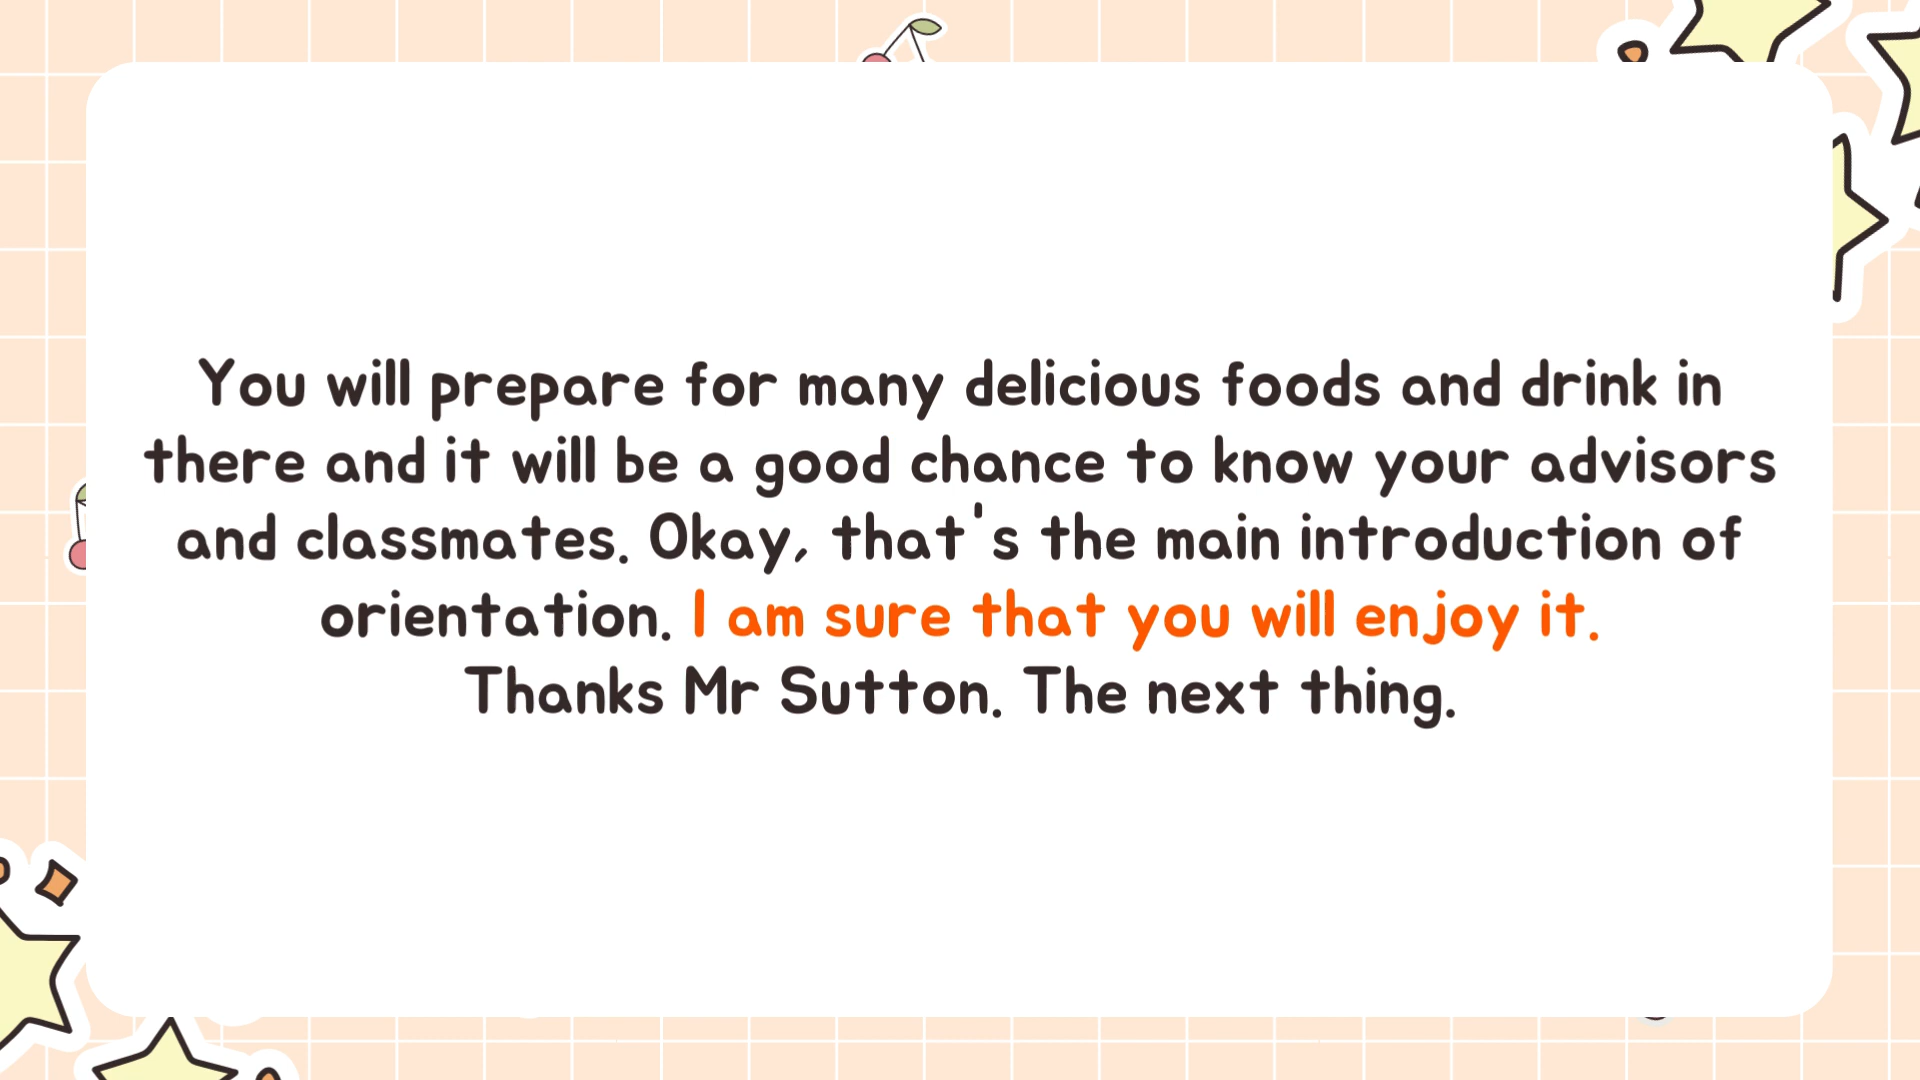 You will prepare for many delicious foods and drink in
there and it will be a good chance to know your advisors
and classmates. Okay, that's the main introduction of
orientation. I am sure that you will enjoy it.
Thanks Mr Sutton. The next thing.